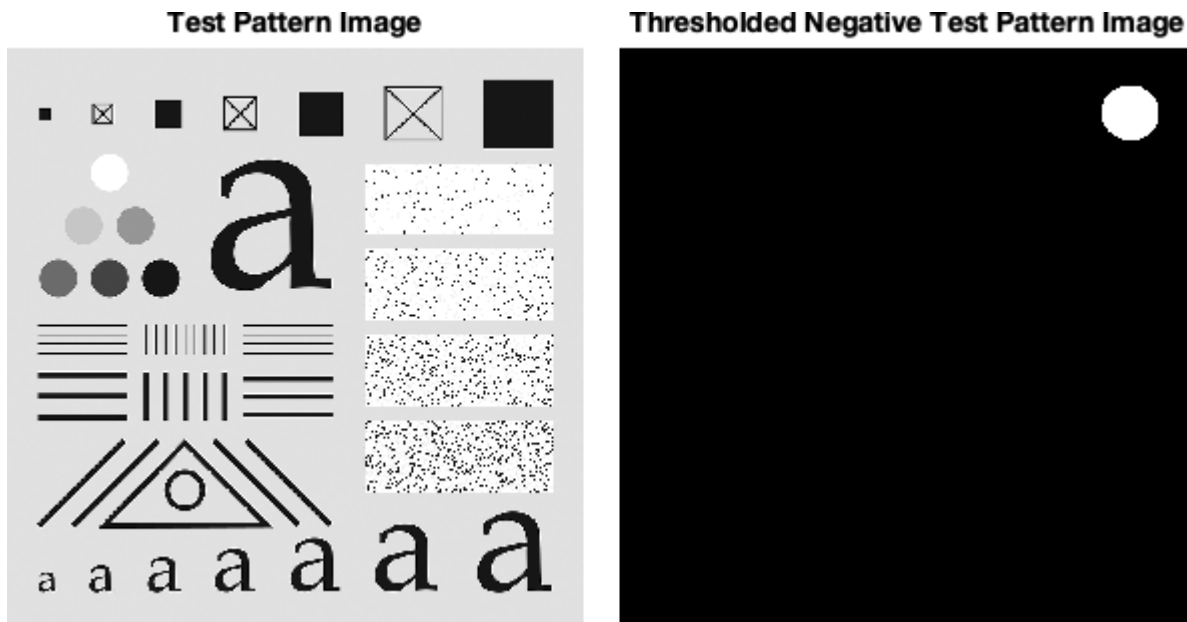 Test Pattern Image
Thresholded Negative Test Pattern Image
a
a a a a a a a